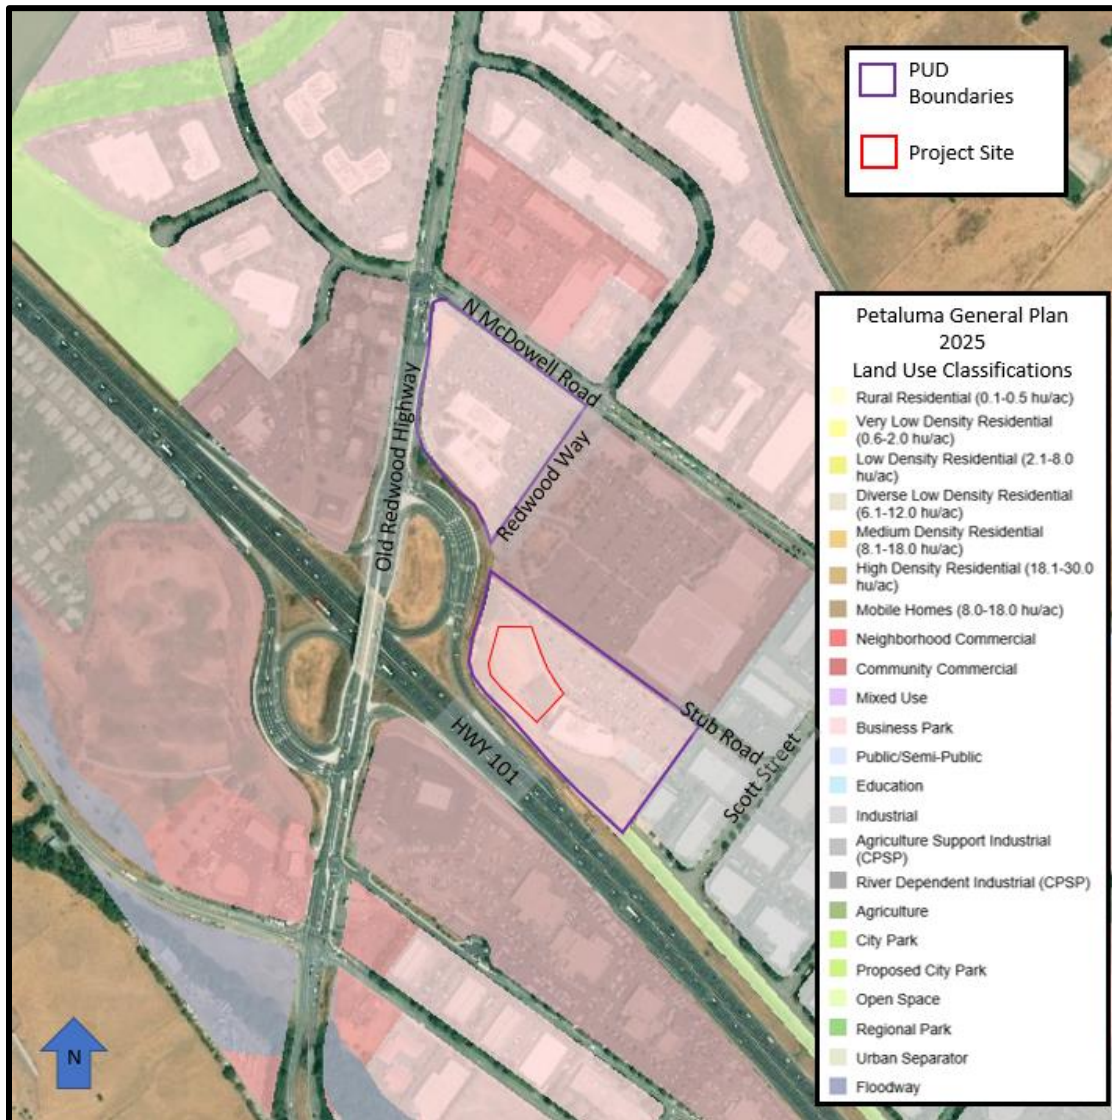 PUD
Boundaries
Project Site
N McDowell Road
Old Redwood Highway
Redwood Way
HWY 101
Stub Road
Scott Street
Petaluma General Plan
2025
Land Use Classifications
Rural Residential (0.1-0.5 hu/ac)
Very Low Density Residential
(0.6-2.0 hu/ac)
Low Density Residential (2.1-8.0
hu/ac)
Diverse Low Density Residential
(6.1-12.0 hu/ac)
Medium Density Residential
(8.1-18.0 hu/ac)
High Density Residential (18.1-30.0
hu/ac)
Mobile Homes (8.0-18.0 hu/ac)
Neighborhood Commercial
Community Commercial
Mixed Use
Business Park
Public/Semi-Public
Education
Industrial
Agriculture Support Industrial
(CPSP)
River Dependent Industrial (CPSP)
Agriculture
City Park
Proposed City Park
Open Space
Regional Park
Urban Separator
Floodway
N